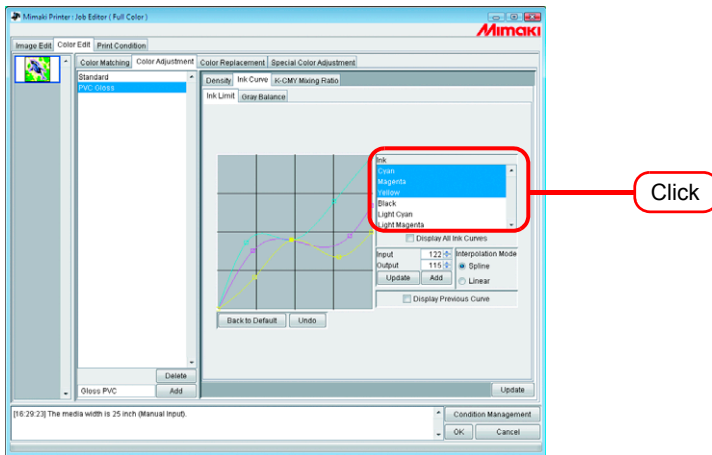 Mimaki Printer : Job Editor ( Full Color )
Mimaki
Image Edit Color Edit Print Condition
Color Matching Color Adjustment Color Replacement Special Color Adjustment
Standard
PVC Gloss
Density Ink Curve K-CMY Mixing Ratio
Ink Limit Gray Balance
Ink
Cyan
Magenta
Yellow
Black
Light Cyan
Light Magenta
Click
Display All Ink Curves
Input 122 Interpolation Mode
Output 116 Spline
Update Add Linear
Display Previous Curve
Back to Default Undo
Delete
Gloss PVC Add Update
[16:29:23] The media width is 25 inch (Manual Input).
Condition Management
OK Cancel